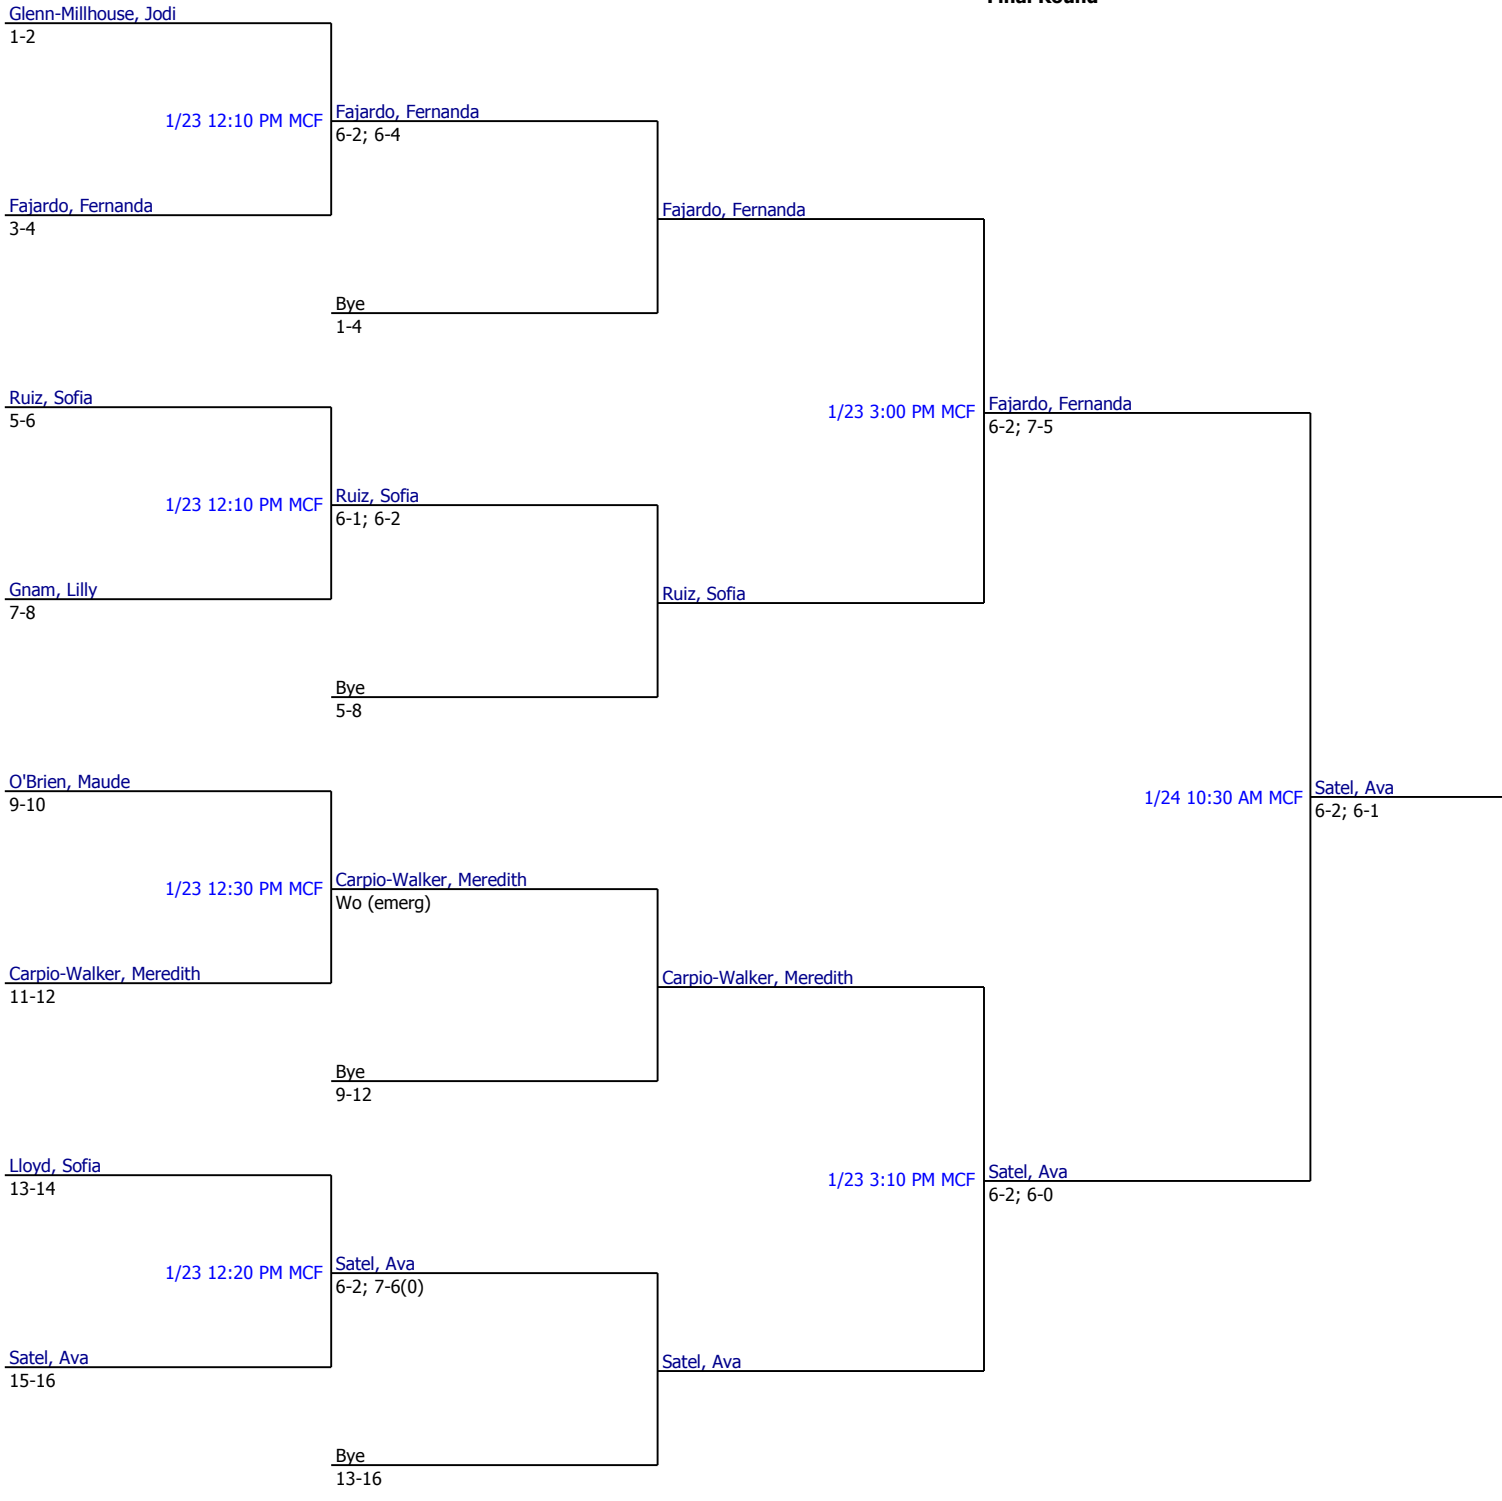 Final Round
Glenn-Millhouse, Jodi
1-2
1/23 12:10 PM MCF
Fajardo, Fernanda
6-2; 6-4
Fajardo, Fernanda
3-4
Fajardo, Fernanda
Bye
1-4
Ruiz, Sofia
5-6
1/23 3:00 PM MCF
Fajardo, Fernanda
6-2; 7-5
1/23 12:10 PM MCF
Ruiz, Sofia
6-1; 6-2
Gnam, Lilly
7-8
Ruiz, Sofia
Bye
5-8
O'Brien, Maude
9-10
1/24 10:30 AM MCF
Satel, Ava
6-2; 6-1
1/23 12:30 PM MCF
Carpio-Walker, Meredith
Wo (emerg)
Carpio-Walker, Meredith
11-12
Carpio-Walker, Meredith
Bye
9-12
Lloyd, Sofia
13-14
1/23 3:10 PM MCF
Satel, Ava
6-2; 6-0
1/23 12:20 PM MCF
Satel, Ava
6-2; 7-6(0)
Satel, Ava
15-16
Satel, Ava
Bye
13-16